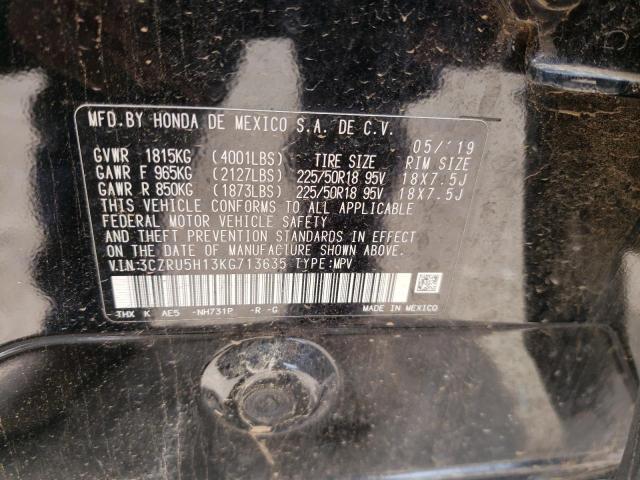 MFD.BY HONDA DE MEXICO S.A. DE C.V.
05/'19
GVWR 1815KG (4001LBS) TIRE SIZE RIM SIZE
GAWR F 965KG (2127LBS) 225/50R18 95V 18X7.5J
GAWR R 850KG (1873LBS) 225/50R18 95V 18X7.5J
THIS VEHICLE CONFORMS TO ALL APPLICABLE
FEDERAL MOTOR VEHICLE SAFETY
AND THEFT PREVENTION STANDARDS IN EFFECT
ON THE DATE OF MANUFACTURE SHOWN ABOVE.
V.IN:3CZRU5H13KG713635 TYPE:MPV
THX K AE5 -NH731P -R -G MADE IN MEXICO